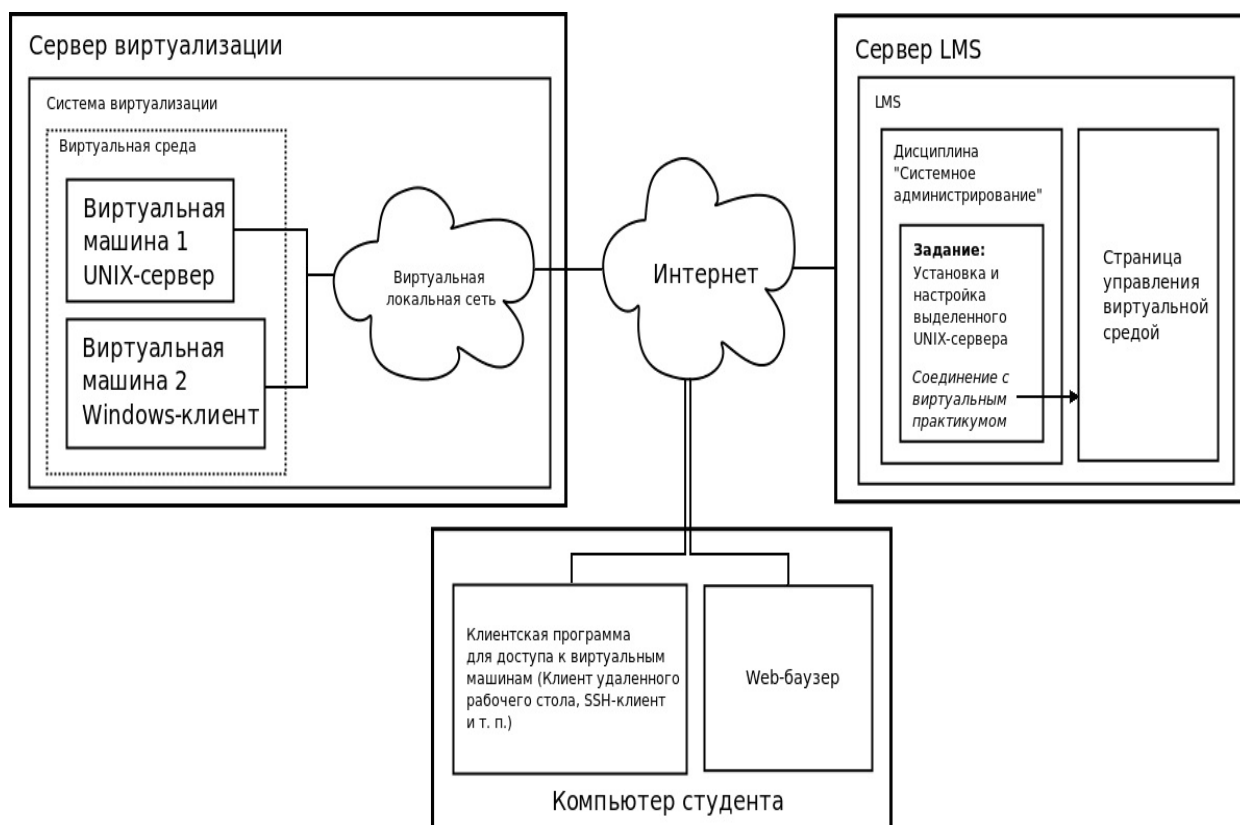 Сервер виртуализации
Система виртуализации
Виртуальная среда
Виртуальная
машина 1
UNIX-сервер
Виртуальная
машина 2
Windows-клиент
Виртуальная
локальная сеть
Интернет
Сервер LMS
LMS
Дисциплина
"Системное
администрирование"
Задание:
Установка и
настройка
выделенного
UNIX-сервера
Соединение с
виртуальным
практикумом
Страница
управления
виртуальной
средой
Клиентская программа
для доступа к виртуальным
машинам (Клиент удаленного
рабочего стола, SSH-клиент
и т. п.)
Web-баузер
Компьютер студента